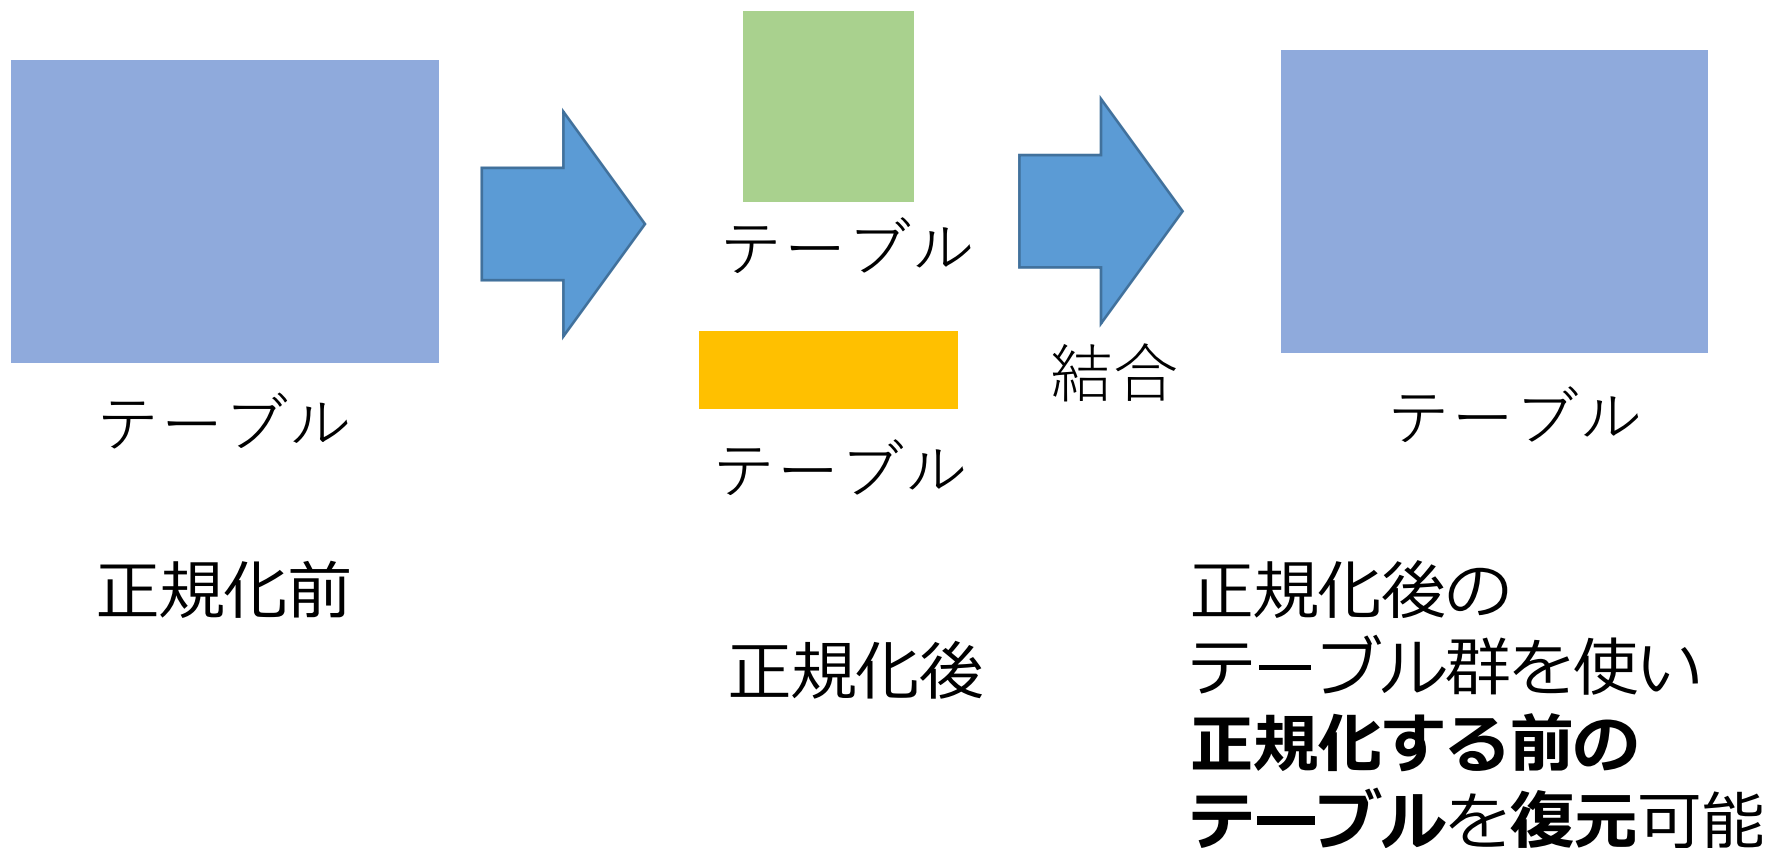 テーブル
正規化前
テーブル
テーブル
正規化後
結合
テーブル
正規化後の
テーブル群を使い
正規化する前の
テーブルを復元可能